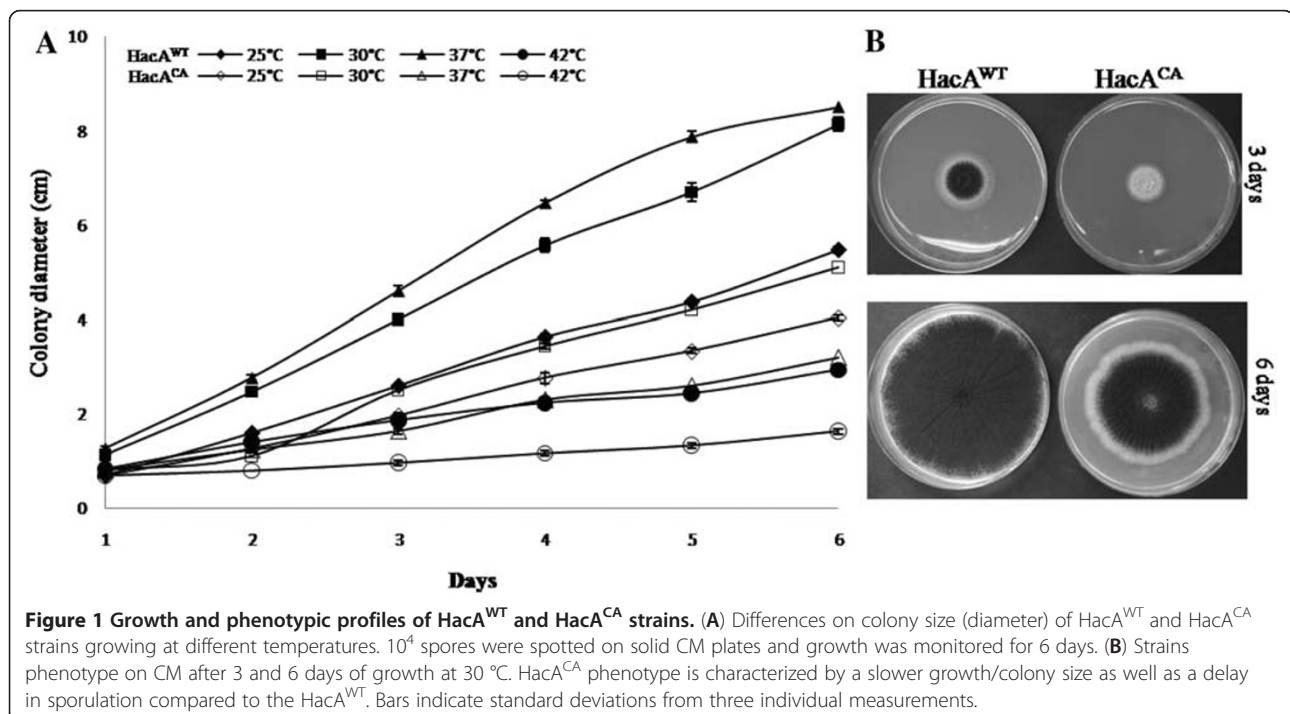 A
B
HacA^WT 25°C 30°C 37°C 42°C
HacA^CA 25°C 30°C 37°C 42°C
Colony diameter (cm)
10
8
6
4
2
0
1 2 3 4 5 6
Days
HacA^WT HacA^CA
3 days
6 days
Figure 1 Growth and phenotypic profiles of HacA^WT and HacA^CA strains. (A) Differences on colony size (diameter) of HacA^WT and HacA^CA
strains growing at different temperatures. 10^4 spores were spotted on solid CM plates and growth was monitored for 6 days. (B) Strains
phenotype on CM after 3 and 6 days of growth at 30 °C. HacA^CA phenotype is characterized by a slower growth/colony size as well as a delay
in sporulation compared to the HacA^WT. Bars indicate standard deviations from three individual measurements.